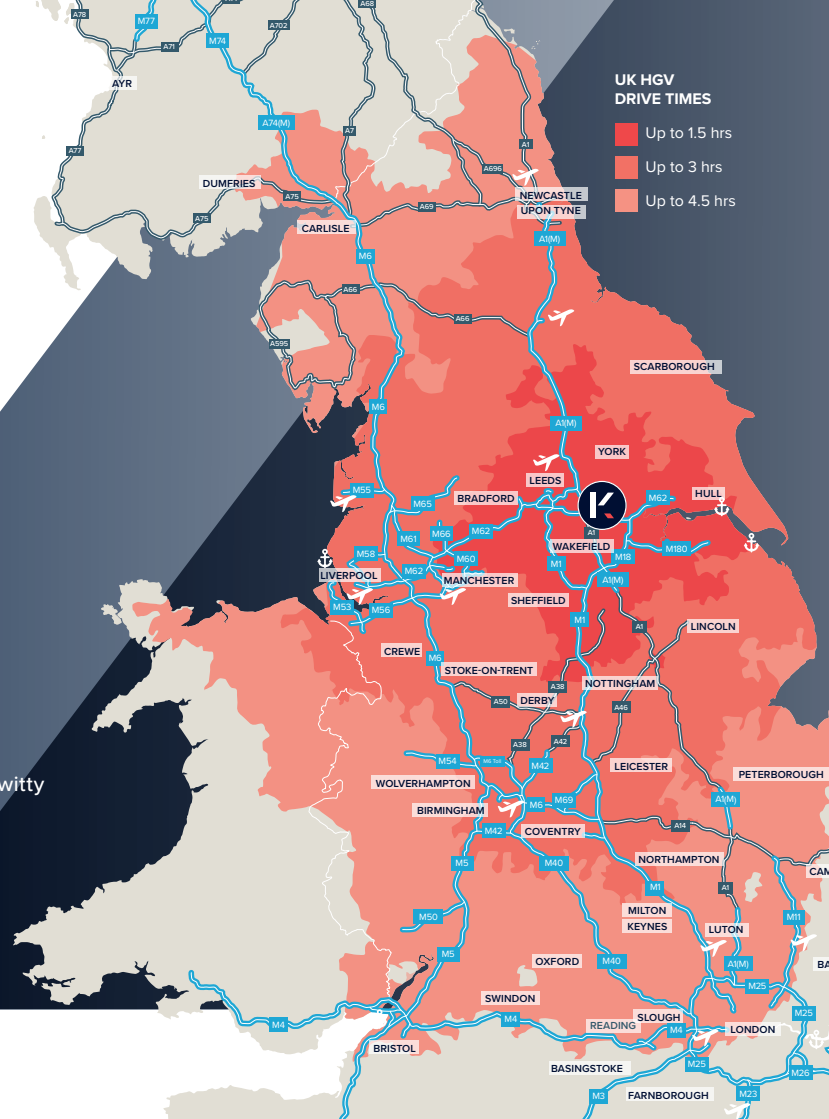 A78
M77
A68
A702
M74
A71
UK HGV
DRIVE TIMES
AYR
A74(M)
Up to 1.5 hrs
A7
A77
A1
Up to 3 hrs
A696
DUMFRIES
A75
NEWCASTLE
Up to 4.5 hrs
A69
UPON TYNE
A75
CARLISLE
A1(M)
M6
A66
A66
A595
SCARBOROUGH
M6
A1(M)
YORK
LEEDS
M55
BRADFORD
M62
HULL
M65
K
M66
M62
A1
M61
WAKEFIELD
M180
M58
M60
M1
M18
LIVERPOOL
M62
MANCHESTER
A1(M)
M53
M56
SHEFFIELD
M1
A1
LINCOLN
CREWE
M6
STOKE-ON-TRENT
A38
NOTTINGHAM
A50
DERBY
A46
A38
A42
M54
M6 Toll
M42
LEICESTER
PETERBOROUGH
witty
WOLVERHAMPTON
BIRMINGHAM
M6
M69
A1(M)
M42
COVENTRY
A14
M5
M40
NORTHAMPTON
CAM
M1
A1
M50
MILTON
KEYNES
M11
LUTON
M5
OXFORD
M40
A1(M)
BA
M25
SWINDON
M4
M4
READING
SLOUGH
M4
LONDON
M25
BRISTOL
BASINGSTOKE
M25
M26
M3
FARNBOROUGH
M23